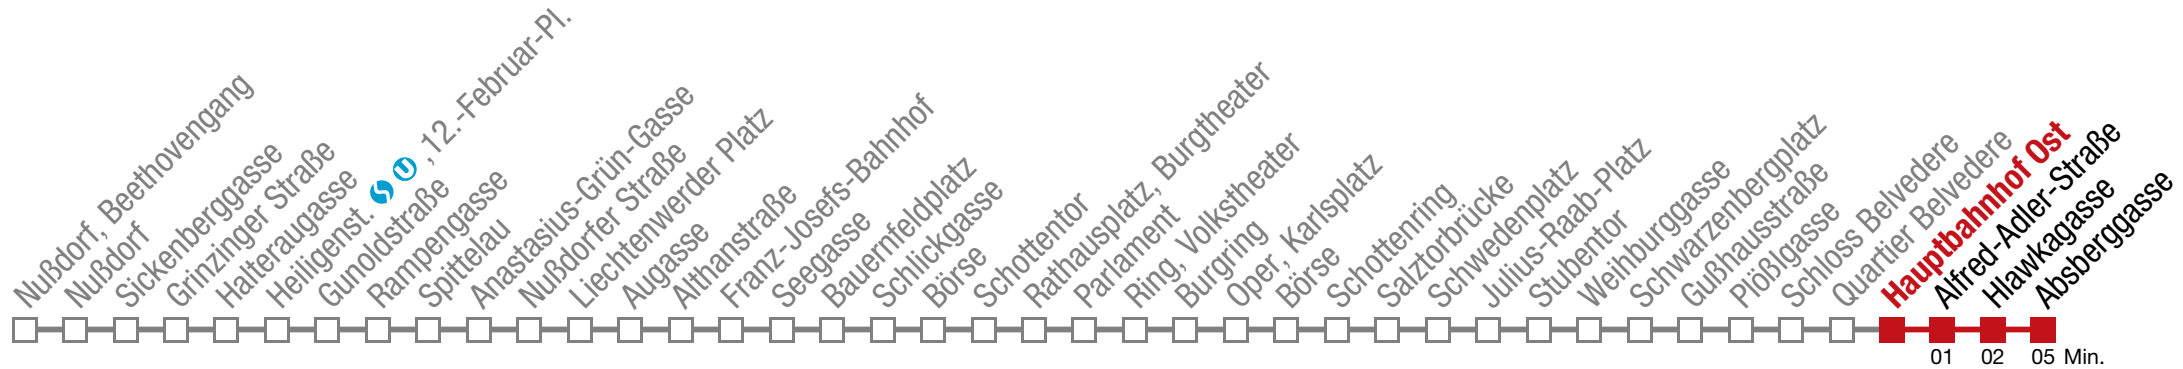 Nußdorf, Beethovengang
Nußdorf
Sickenberggasse
Grinzinger Straße
Halteraugasse
Heiligenst. S U , 12.-Februar-Pl.
Gunoldstraße
Rampengasse
Spittelau
Anastasius-Grün-Gasse
Nußdorfer Straße
Liechtenwerder Platz
Augasse
Althanstraße
Franz-Josefs-Bahnhof
Seegasse
Bauernfeldplatz
Schlickgasse
Börse
Schottentor
Rathausplatz, Burgtheater
Parlament
Ring, Volkstheater
Burgring
Oper, Karlsplatz
Börse
Schottenring
Salztorbrücke
Schwedenplatz
Julius-Raab-Platz
Stubentor
Weihburggasse
Schwarzenbergplatz
Gußhausstraße
Plößlgasse
Schloss Belvedere
Quartier Belvedere
Hauptbahnhof Ost
Alfred-Adler-Straße
Hlawkagasse
Absberggasse
01 02 05 Min.